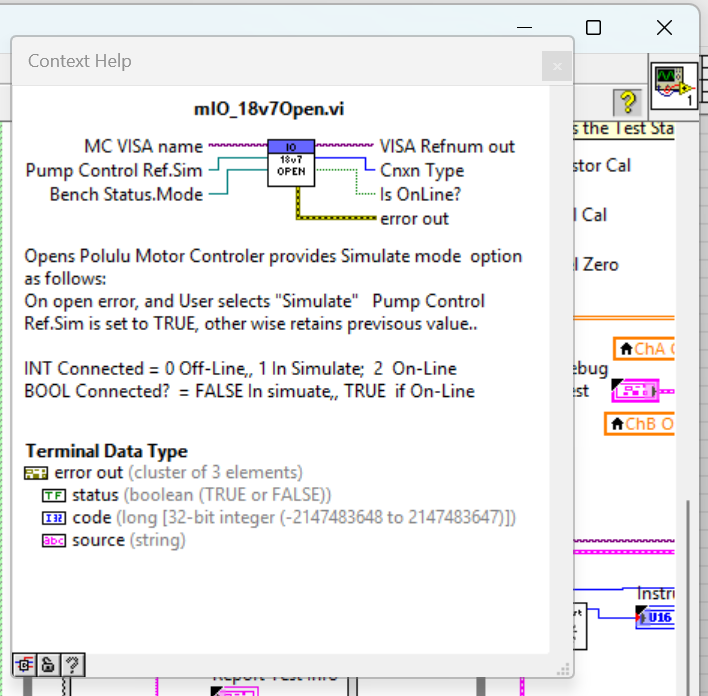 Context Help
mIO_18v7Open.vi
MC VISA name
Pump Control Ref.Sim
Bench Status.Mode
IO
18v7
OPEN
VISA Refnum out
Cnxn Type
Is OnLine?
error out
Opens Polulu Motor Controler provides Simulate mode option
as follows:
On open error, and User selects "Simulate" Pump Control
Ref.Sim is set to TRUE, other wise retains previsous value..
INT Connected = 0 Off-Line,, 1 In Simulate; 2 On-Line
BOOL Connected? = FALSE In simuate,, TRUE if On-Line
Terminal Data Type
error out (cluster of 3 elements)
TF status (boolean (TRUE or FALSE))
I32 code (long [32-bit integer (-2147483648 to 2147483647)])
abc source (string)
?
1
s the Test Sta
stor Cal
l Cal
l Zero
ChA
ebug
est
ChB O
Instr
U16
Report Test Info